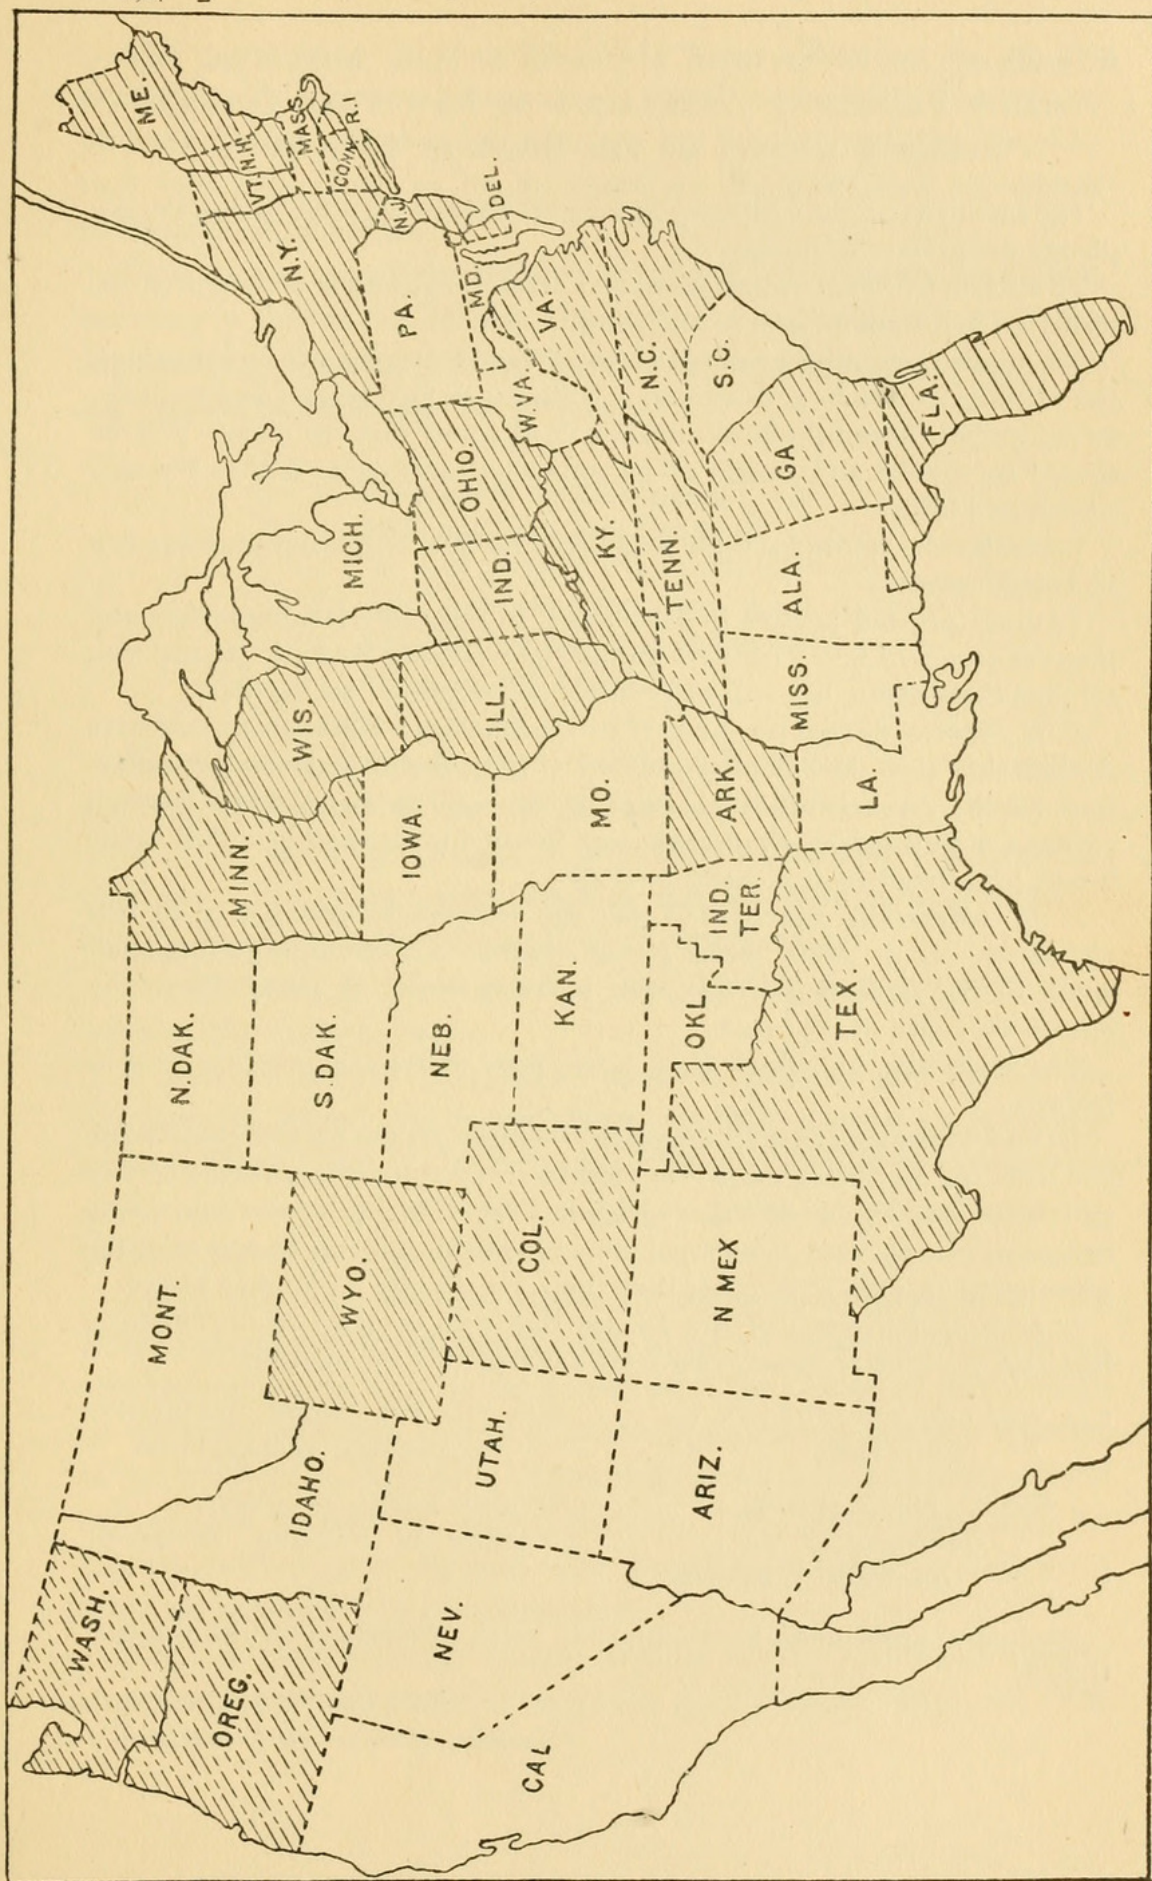 WASH.
OREG.
CAL
NEV.
IDAHO.
MONT.
WYO.
UTAH.
ARIZ.
COL.
N MEX
N.DAK.
S.DAK.
NEB.
KAN.
OKL
IND.
TER.
TEX.
MINN.
IOWA.
MO.
ARK.
LA.
WIS.
ILL.
MICH.
IND.
OHIO.
KY.
TENN.
MISS.
ALA.
GA
FLA.
S.C.
N.C.
VA.
W.VA.
MD.
DEL.
PA.
N.J.
N.Y.
VT.
N.H.
ME.
MASS.
CONN.
R.I